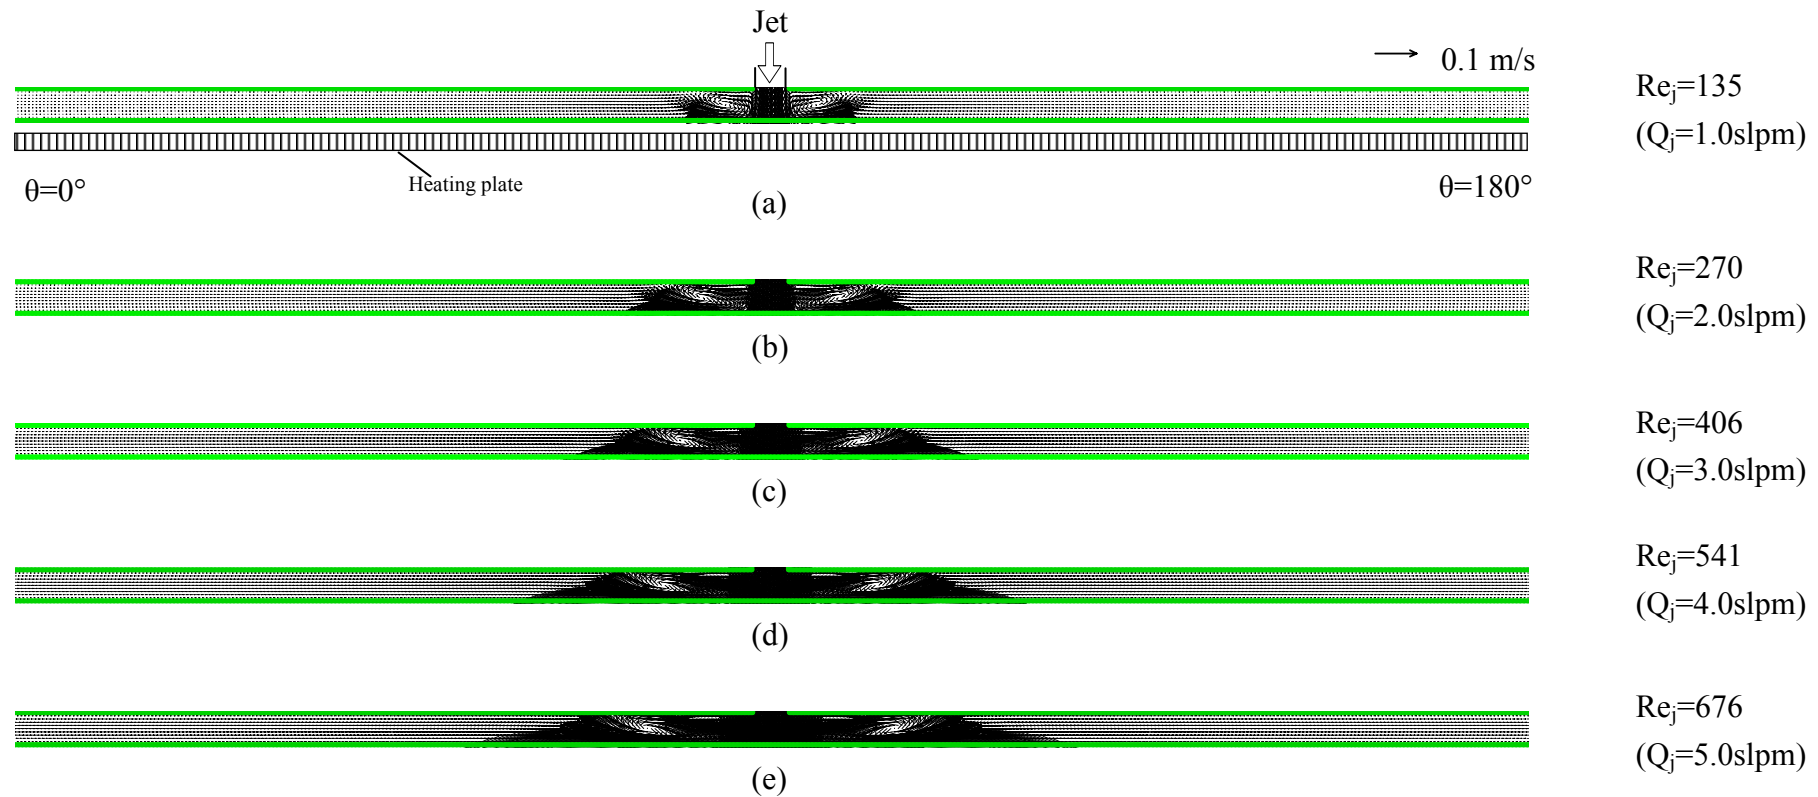 Jet
0.1 m/s
Re_j=135
(Q_j=1.0slpm)
θ=0°
Heating plate
θ=180°
(a)
Re_j=270
(Q_j=2.0slpm)
(b)
Re_j=406
(Q_j=3.0slpm)
(c)
Re_j=541
(Q_j=4.0slpm)
(d)
Re_j=676
(Q_j=5.0slpm)
(e)